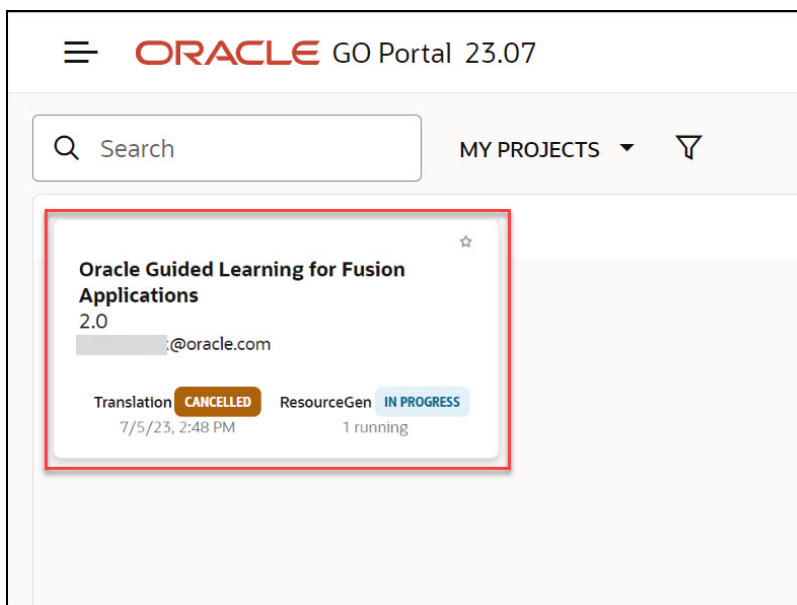 ORACLE GO Portal 23.07
Search MY PROJECTS
Oracle Guided Learning for Fusion
Applications
2.0
@oracle.com
Translation CANCELLED ResourceGen IN PROGRESS
7/5/23, 2:48 PM 1 running